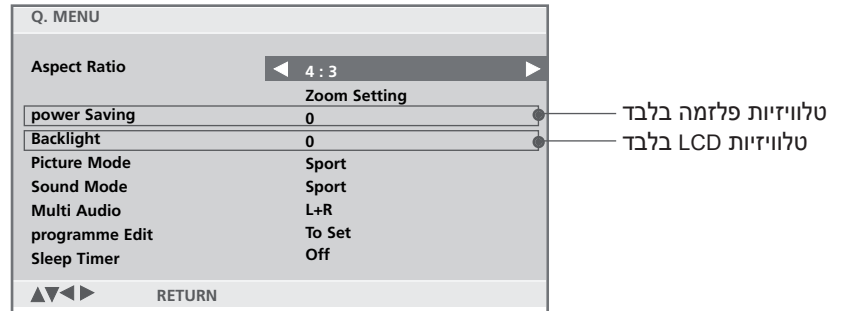 Q. MENU
Aspect Ratio 4 : 3
Zoom Setting
power Saving 0 טלוויזיות פלזמה בלבד
Backlight 0 טלוויזיות LCD בלבד
Picture Mode Sport
Sound Mode Sport
Multi Audio L+R
programme Edit To Set
Sleep Timer Off
RETURN